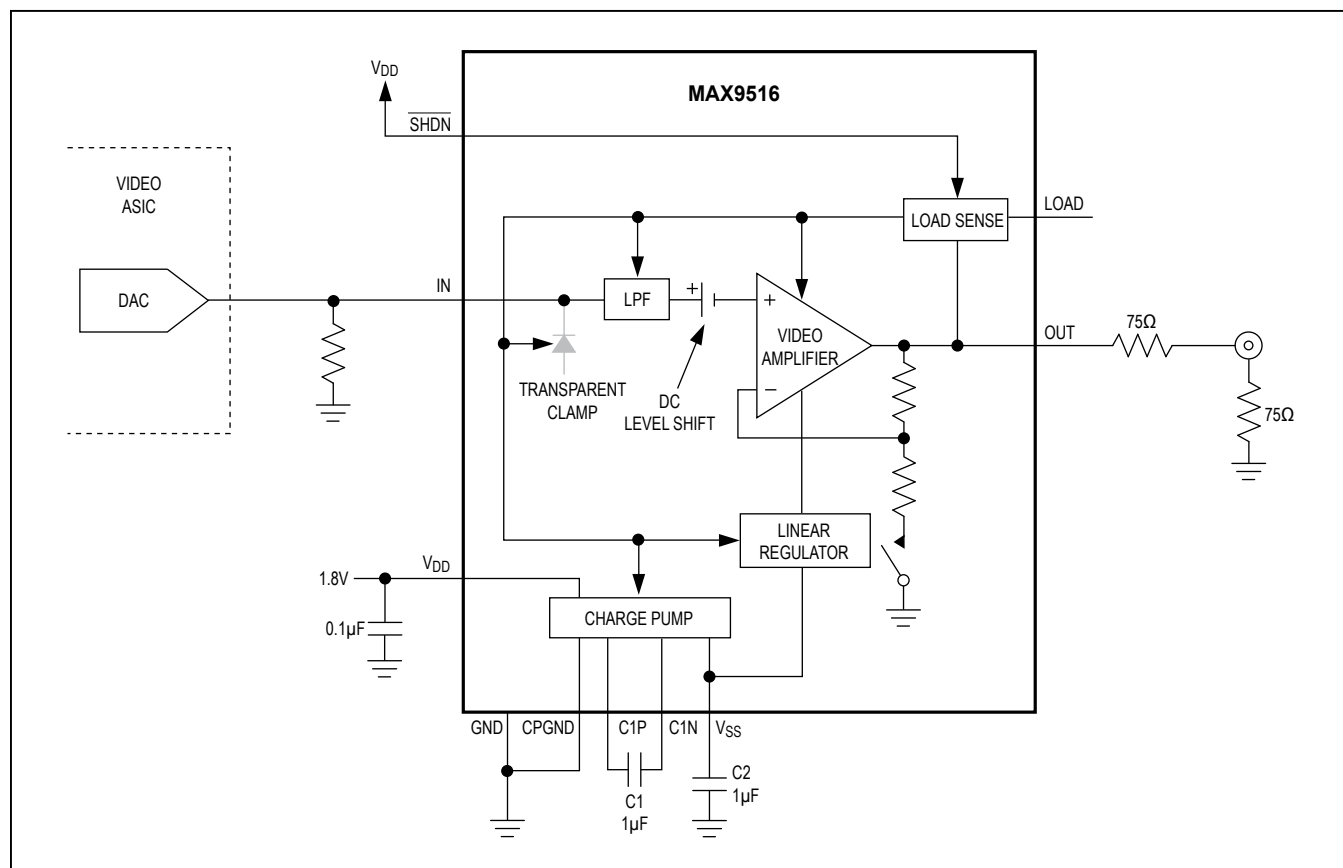 VDD
MAX9516
SHDN
VIDEO
ASIC
LOAD SENSE
LOAD
DAC
IN
LPF
+
+
VIDEO
AMPLIFIER
−
OUT
75Ω
75Ω
TRANSPARENT
CLAMP
DC
LEVEL SHIFT
LINEAR
REGULATOR
1.8V
VDD
0.1µF
CHARGE PUMP
GND
CPGND
C1P
C1N
VSS
C1
1µF
C2
1µF